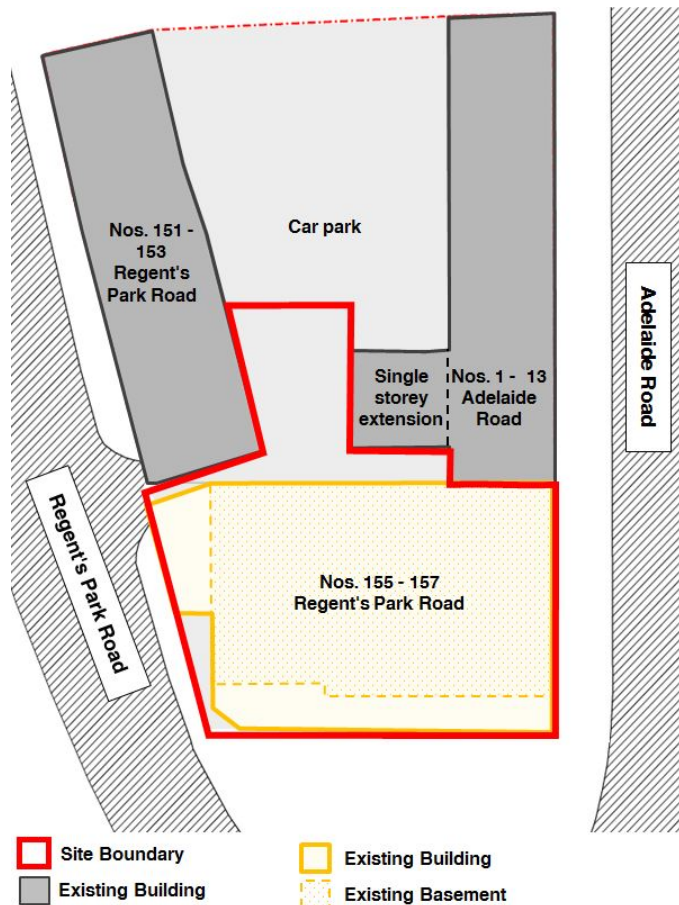 Nos. 151 -
153
Regent's
Park Road
Car park
Single
storey
extension
Nos. 1 - 13
Adelaide
Road
Adelaide Road
Regent's Park Road
Nos. 155 - 157
Regent's Park Road
Site Boundary
Existing Building
Existing Building
Existing Basement